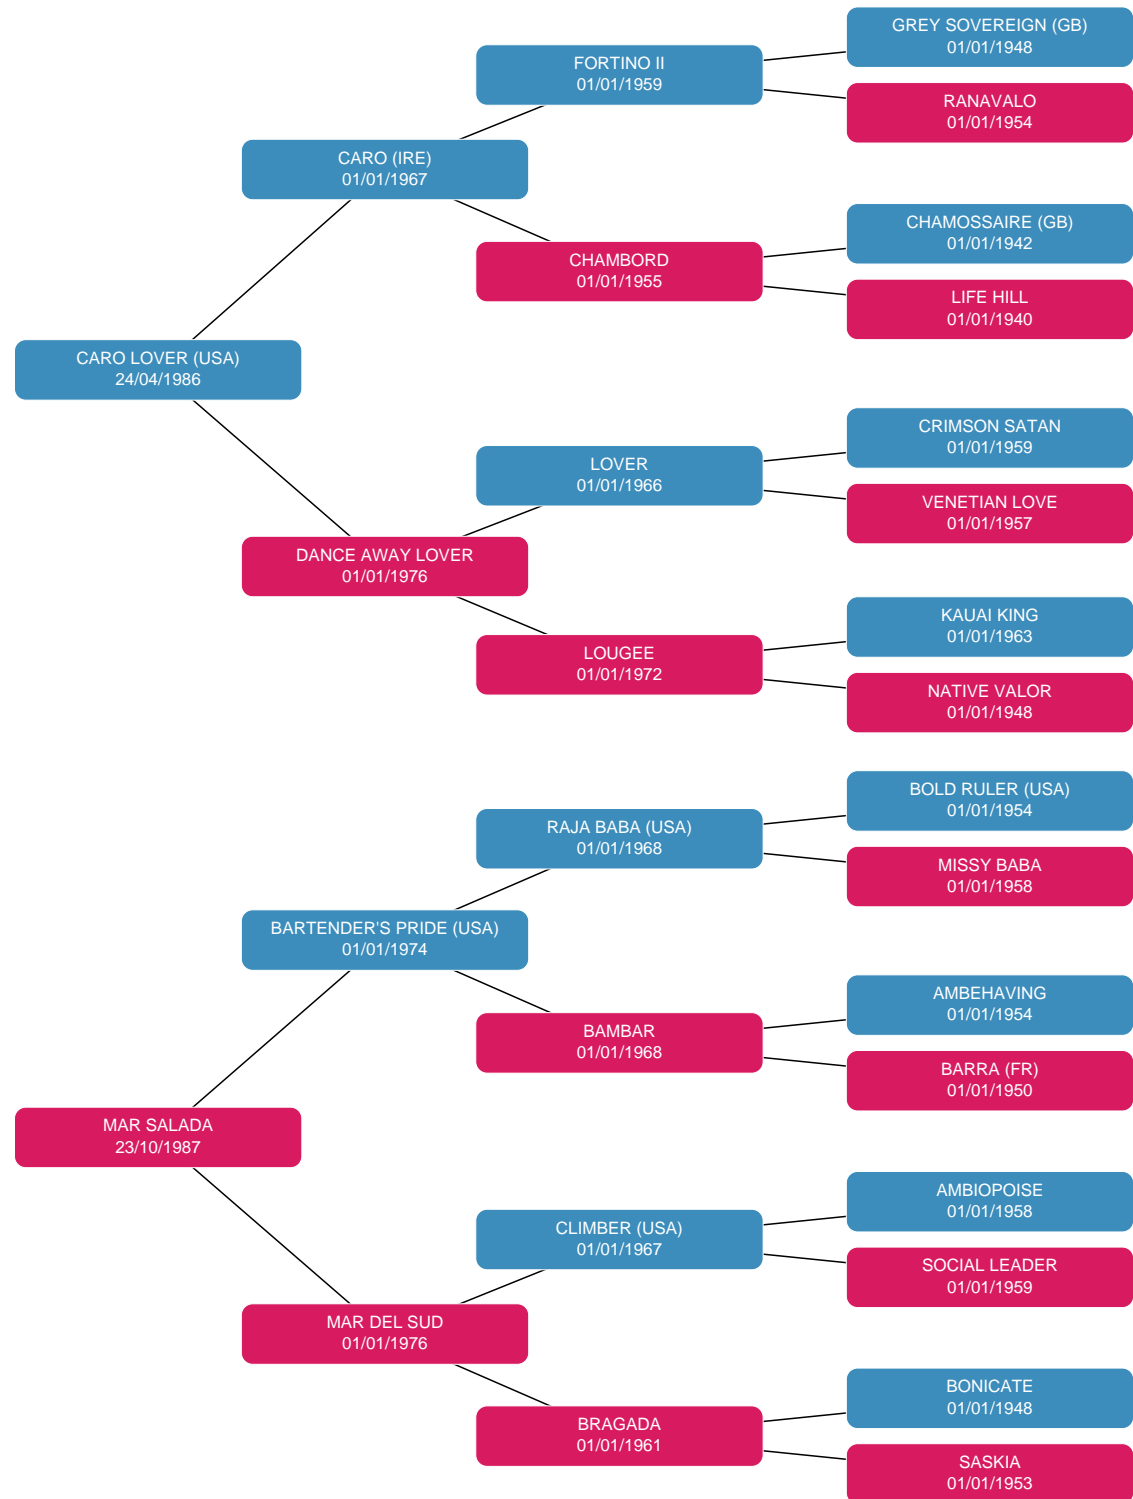 GREY SOVEREIGN (GB)
01/01/1948
FORTINO II
01/01/1959
RANAVALO
01/01/1954
CARO (IRE)
01/01/1967
CHAMOSSAIRE (GB)
01/01/1942
CHAMBORD
01/01/1955
LIFE HILL
01/01/1940
CARO LOVER (USA)
24/04/1986
CRIMSON SATAN
01/01/1959
LOVER
01/01/1966
VENETIAN LOVE
01/01/1957
DANCE AWAY LOVER
01/01/1976
KAUAI KING
01/01/1963
LOUGEE
01/01/1972
NATIVE VALOR
01/01/1948
BOLD RULER (USA)
01/01/1954
RAJA BABA (USA)
01/01/1968
MISSY BABA
01/01/1958
BARTENDER'S PRIDE (USA)
01/01/1974
AMBEHAVING
01/01/1954
BAMBAR
01/01/1968
BARRA (FR)
01/01/1950
MAR SALADA
23/10/1987
AMBIOPOISE
01/01/1958
CLIMBER (USA)
01/01/1967
SOCIAL LEADER
01/01/1959
MAR DEL SUD
01/01/1976
BONICATE
01/01/1948
BRAGADA
01/01/1961
SASKIA
01/01/1953